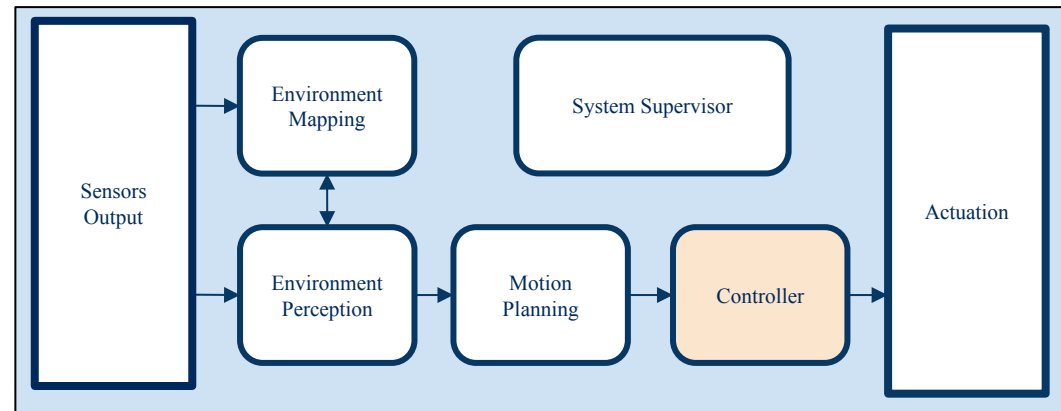 Sensors
Output
Environment
Mapping
System Supervisor
Environment
Perception
Motion
Planning
Controller
Actuation